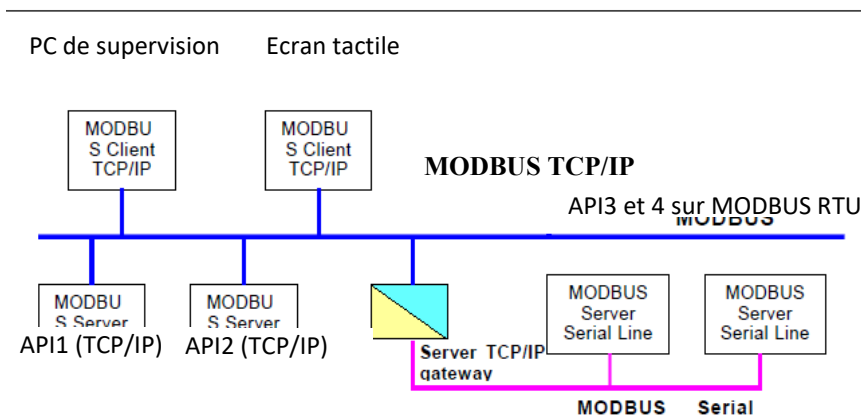 PC de supervision Ecran tactile
MODBU
S Client
TCP/IP
MODBU
S Client
TCP/IP
MODBUS TCP/IP
API3 et 4 sur MODBUS RTU
MODBUS
MODBU
S Server
API1 (TCP/IP)
MODBU
S Server
API2 (TCP/IP)
Server TCP/IP
gateway
MODBUS
Server
Serial Line
MODBUS
Server
Serial Line
MODBUS Serial